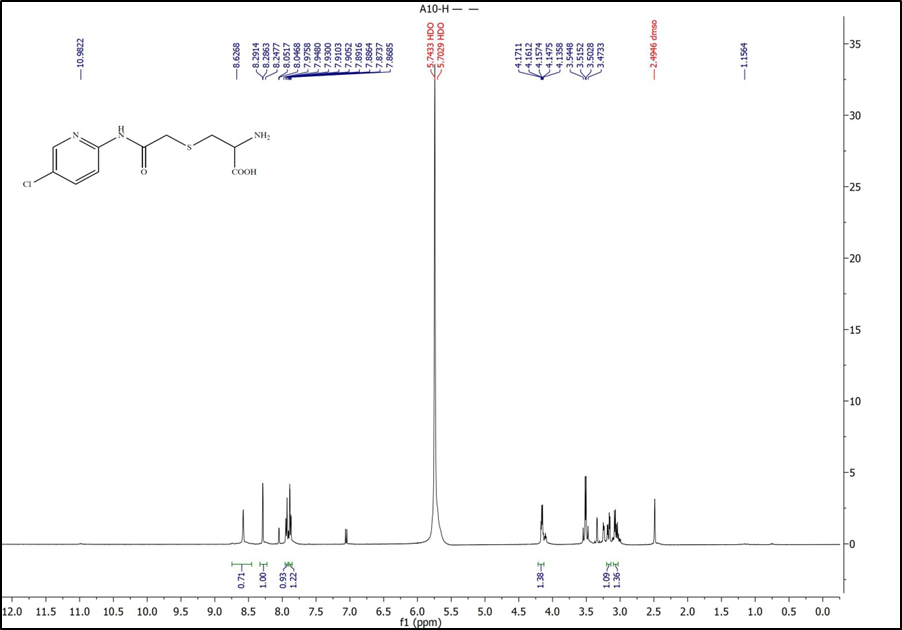 A10-H — —
10.9822
8.6268
8.2914
8.2863
8.2477
8.0517
8.0468
7.9758
7.9480
7.9300
7.9103
7.9052
7.8916
7.8864
7.8737
7.8685
5.7433 HDO
5.7029 HDO
4.1711
4.1612
4.1574
4.1475
4.1358
3.5448
3.5152
3.5028
3.4733
2.4946 dmso
1.1564
H
N
N
NH2
S
Cl
O
COOH
35
30
25
20
15
10
5
0
0.71
1.00
0.93
1.22
1.38
1.09
1.36
12.0 11.5 11.0 10.5 10.0 9.5 9.0 8.5 8.0 7.5 7.0 6.5 6.0 5.5 5.0 4.5 4.0 3.5 3.0 2.5 2.0 1.5 1.0 0.5 0.0
f1 (ppm)